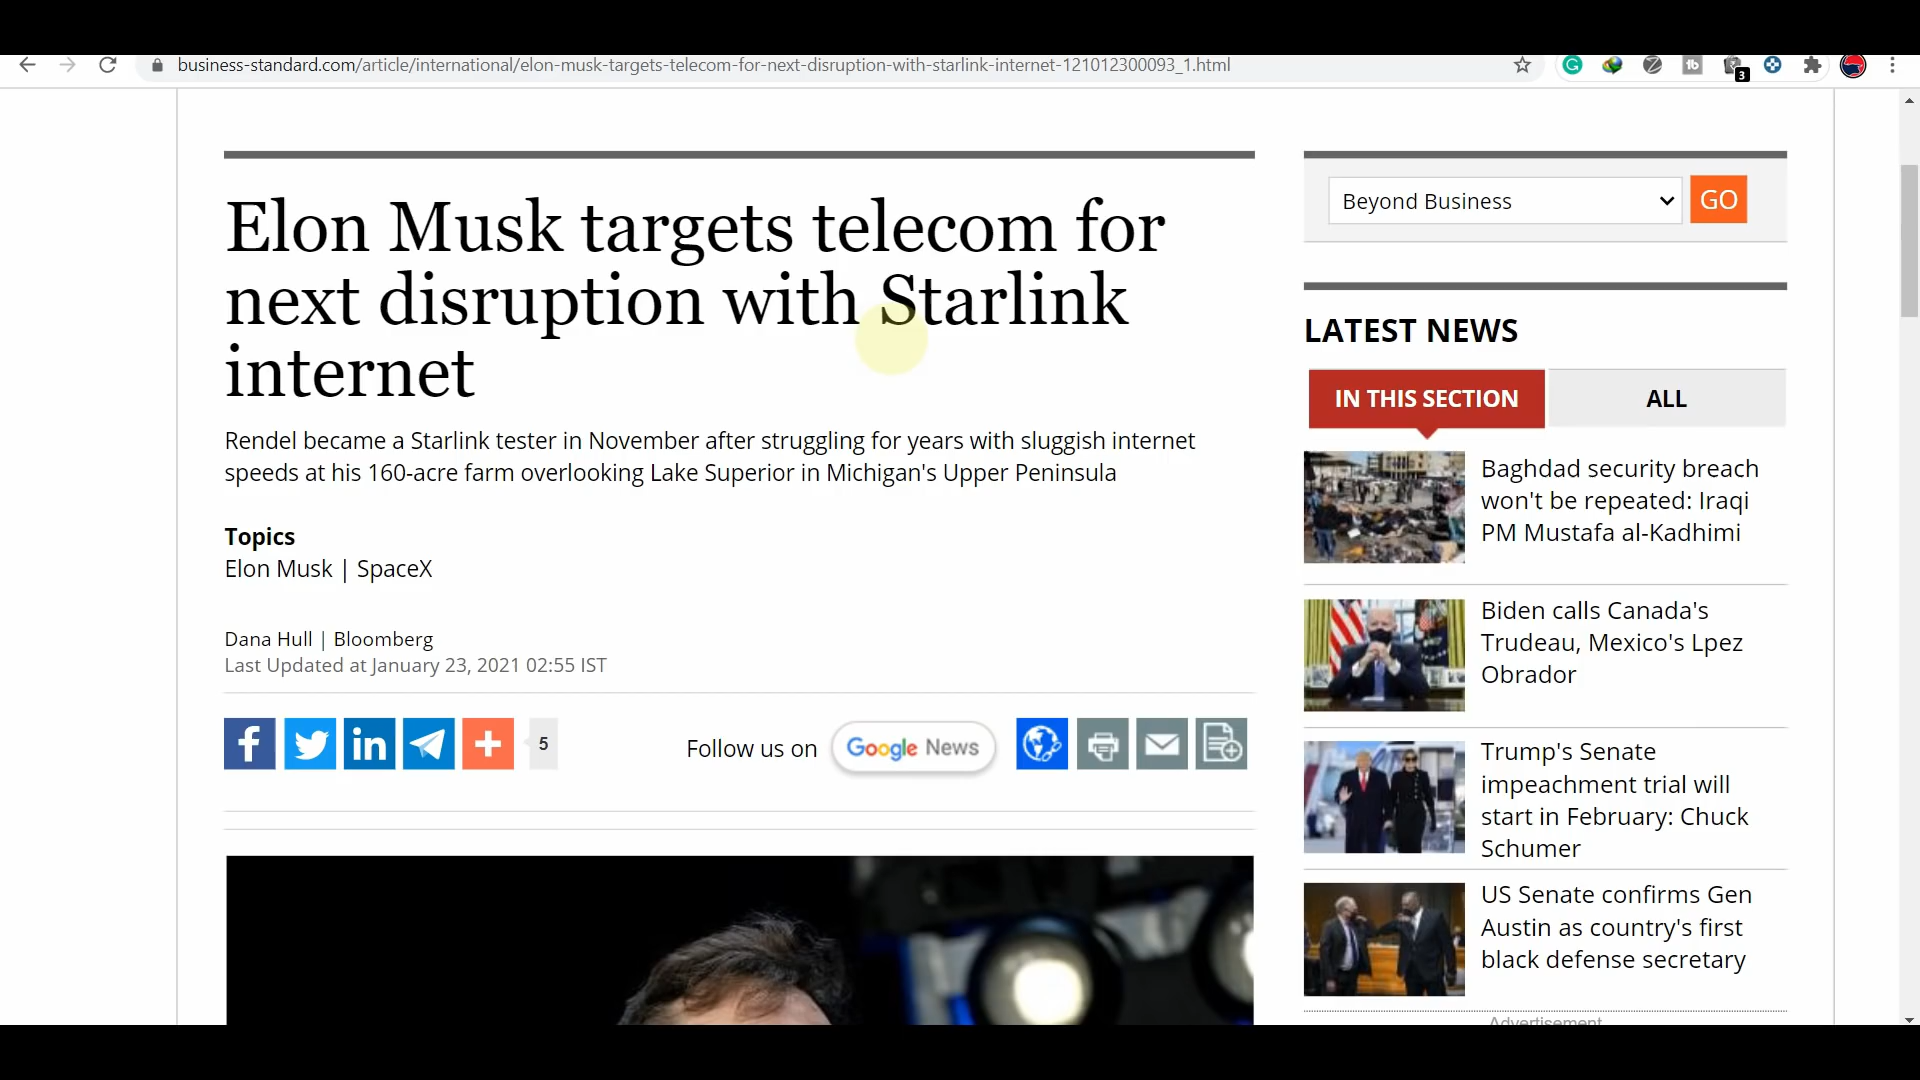 business-standard.com/article/international/elon-musk-targets-telecom-for-next-disruption-with-starlink-internet-121012300093_1.html
3
Elon Musk targets telecom for
next disruption with Starlink
internet
Rendel became a Starlink tester in November after struggling for years with sluggish internet
speeds at his 160-acre farm overlooking Lake Superior in Michigan's Upper Peninsula
Topics
Elon Musk | SpaceX
Dana Hull | Bloomberg
Last Updated at January 23, 2021 02:55 IST
5
Follow us on
Google News
Beyond Business
GO
LATEST NEWS
IN THIS SECTION
ALL
Baghdad security breach
won't be repeated: Iraqi
PM Mustafa al-Kadhimi
Biden calls Canada's
Trudeau, Mexico's Lpez
Obrador
Trump's Senate
impeachment trial will
start in February: Chuck
Schumer
US Senate confirms Gen
Austin as country's first
black defense secretary
Advertisement